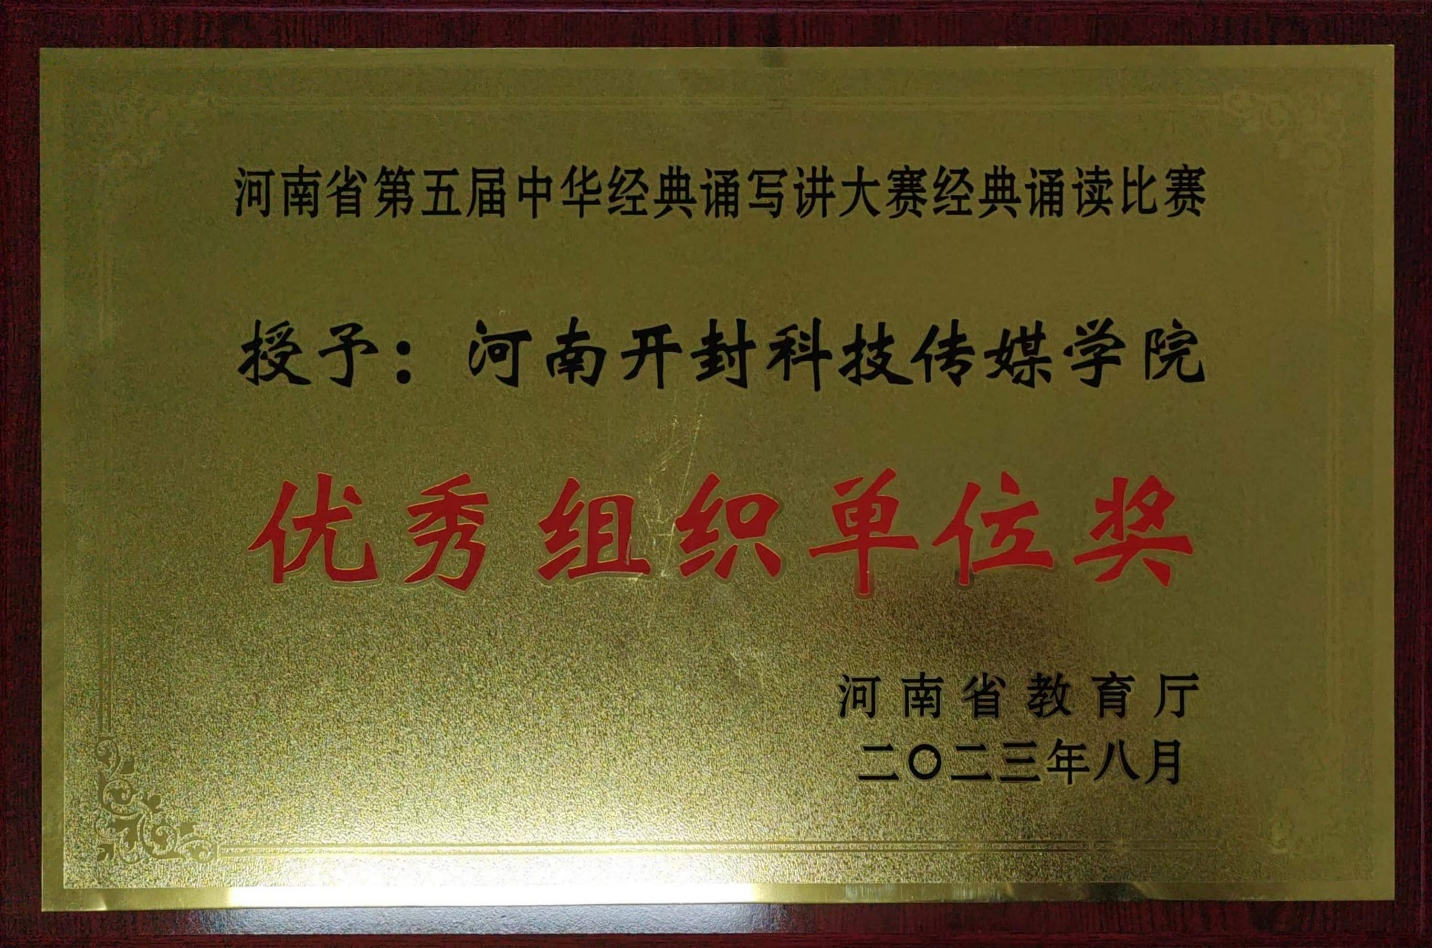 河南省第五届中华经典诵写讲大赛经典诵读比赛
授予：河南开封科技传媒学院
优秀组织单位奖
河南省教育厅
二〇二三年八月